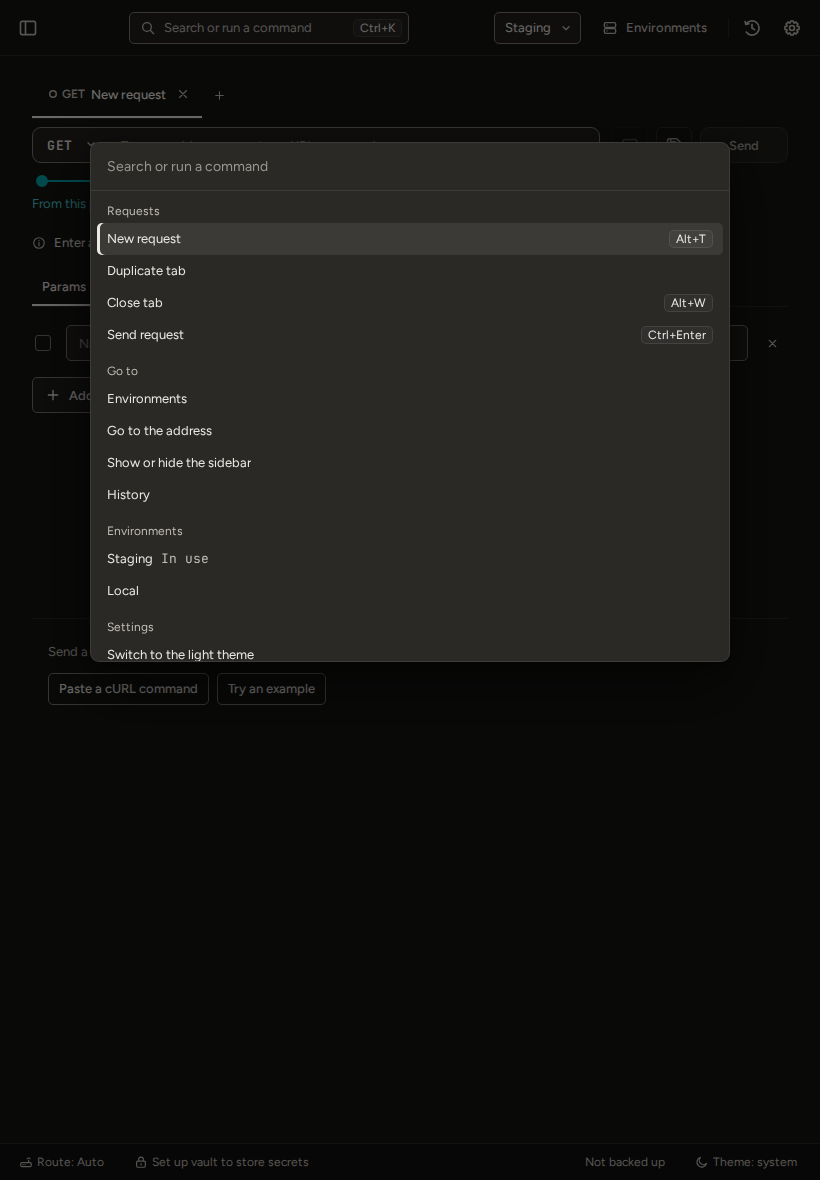 Search or run a command Ctrl+K Staging Environments
GET New request
GET Send
Search or run a command
From this
Requests
New request Alt+T
Enter
Duplicate tab
Params
Close tab Alt+W
Send request Ctrl+Enter
Go to
Environments
Add
Go to the address
Show or hide the sidebar
History
Environments
Staging In use
Local
Settings
Switch to the light theme
Send a
Paste a cURL command Try an example
Route: Auto Set up vault to store secrets Not backed up Theme: system